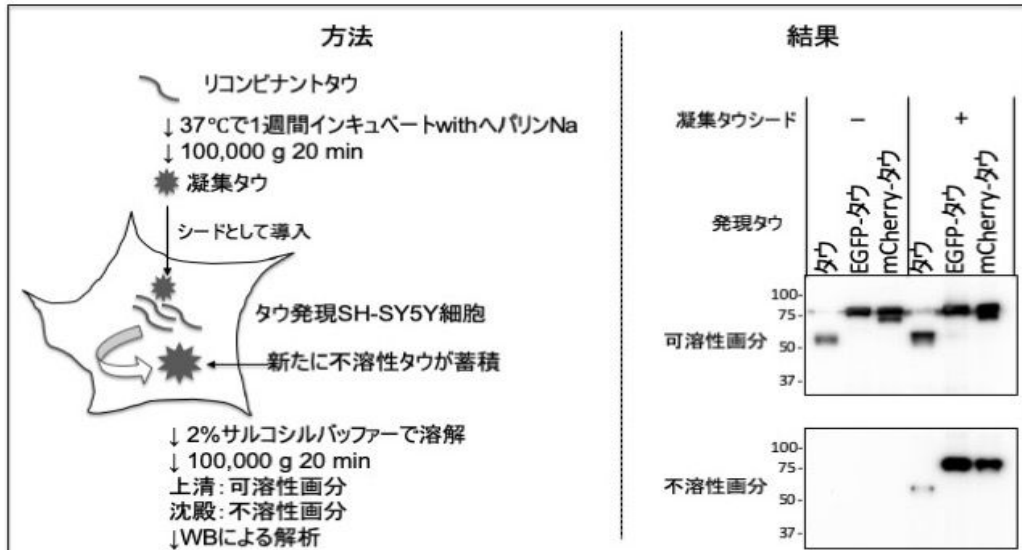 方法
リコンビナントタウ
↓37℃で1週間インキュベートwithヘパリンNa
↓100,000 g 20 min
凝集タウ
シードとして導入
タウ発現SH-SY5Y細胞
新たに不溶性タウが蓄積
↓2%サルコシルバッファーで溶解
↓100,000 g 20 min
上清：可溶性画分
沈殿：不溶性画分
↓WBによる解析
結果
凝集タウシード － +
発現タウ
タウ
EGFP-タウ
mCherry-タウ
タウ
EGFP-タウ
mCherry-タウ
可溶性画分
100-
75-
50-
37-
不溶性画分
100-
75-
50-
37-